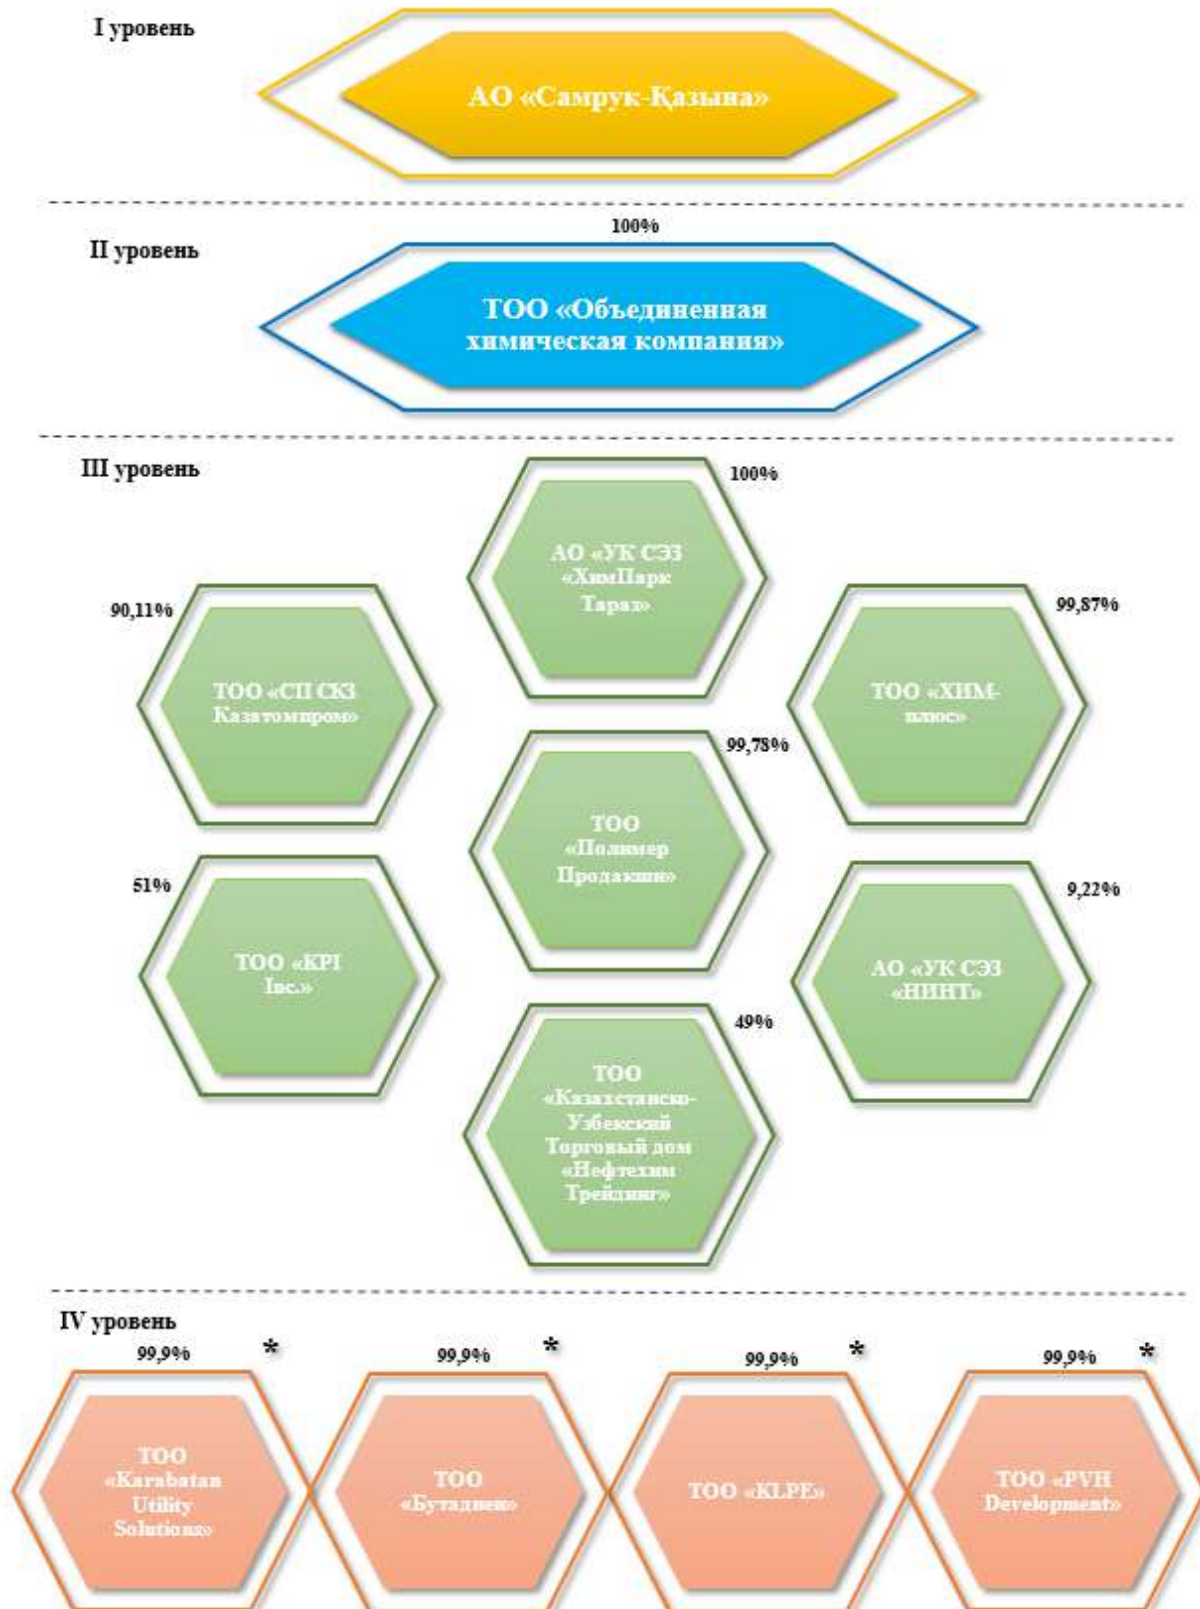 I уровень
АО «Самрук-Қазына»
100%
II уровень
ТОО «Объединенная
химическая компания»
III уровень
100%
АО «УК СЭЗ
«ХимПарк
Тараз»
90,11%
ТОО «СП СКЗ
Казатомпром»
99,87%
ТОО «ХИМ-
плюс»
99,78%
ТОО
«Полимер
Продакшн»
51%
ТОО «KPI
Inc.»
9,22%
АО «УК СЭЗ
«НИНТ»
49%
ТОО
«Казахстанско-
Узбекский
Торговый дом
«Нефтехим
Трейдинг»
IV уровень
99,9% *
ТОО
«Karabatan
Utility
Solutions»
99,9% *
ТОО
«Бутадиен»
99,9% *
ТОО «KLPE»
99,9% *
ТОО «PVH
Development»